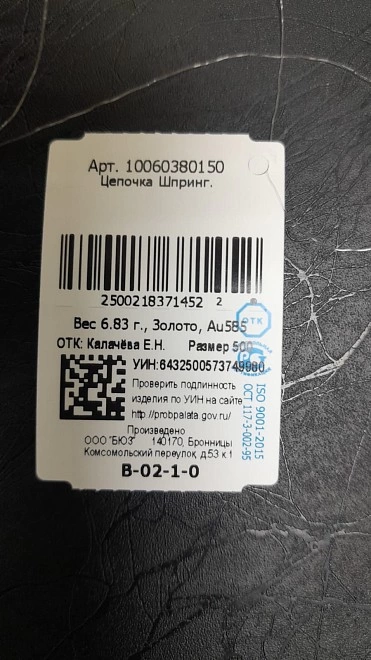 Арт. 10060380150
Цепочка Шпринг.
2500218371452 2
Вес 6.83 г., Золото, Au585
ОТК: Калачёва Е.Н. Размер 500
УИН:6432500573749980
Проверить подлинность
изделия по УИН на сайте
http://probpalata.gov.ru/
Произведено
ООО "БЮЗ" 140170, Бронницы
Комсомольский переулок, д.53 к 1
В-02-1-0
ОТК
ISO 9001-2015
ОСТ 117-3-002-95